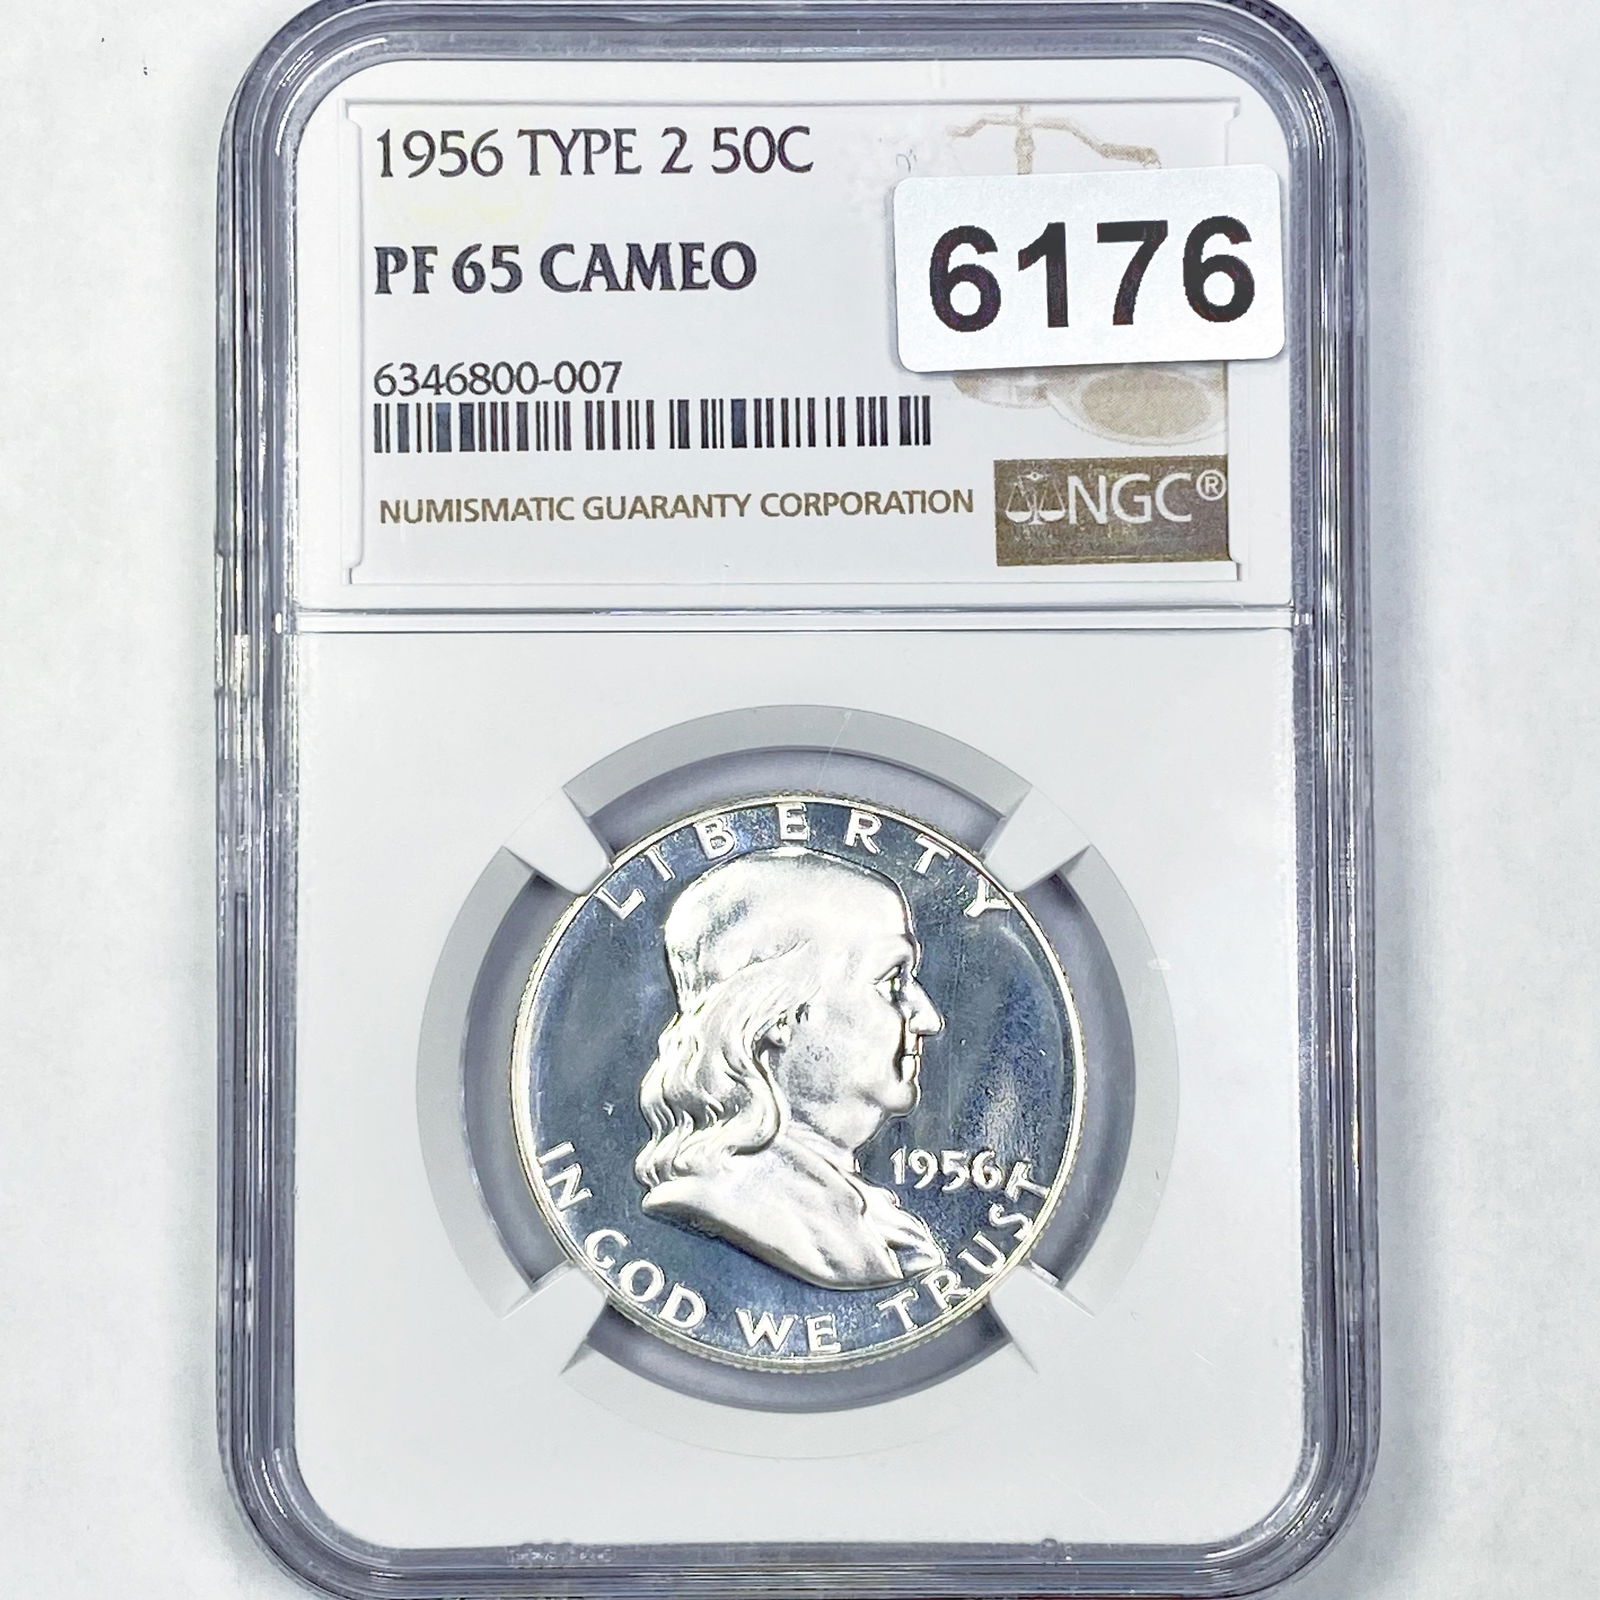 1956 TYPE 2 50C
PF 65 CAMEO
6176
6346800-007
NUMISMATIC GUARANTY CORPORATION
NGC®
LIBERTY
1956
IN GOD WE TRUST